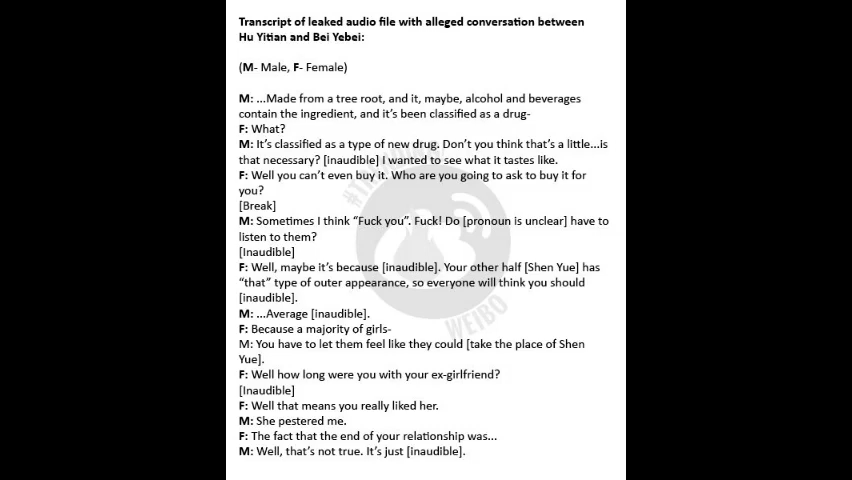 Transcript of leaked audio file with alleged conversation between
Hu Yitian and Bei Yebei:
(M- Male, F- Female)
M: ...Made from a tree root, and it, maybe, alcohol and beverages
contain the ingredient, and it's been classified as a drug-
F: What?
M: It's classified as a type of new drug. Don't you think that's a little...is
that necessary? [inaudible] I wanted to see what it tastes like.
F: Well you can't even buy it. Who are you going to ask to buy it for
you?
[Break]
M: Sometimes I think “Fuck you”. Fuck! Do [pronoun is unclear] have to
listen to them?
[Inaudible]
F: Well, maybe it's because [inaudible]. Your other half [Shen Yue] has
“that” type of outer appearance, so everyone will think you should
[inaudible].
M: ...Average [inaudible].
F: Because a majority of girls-
M: You have to let them feel like they could [take the place of Shen
Yue].
F: Well how long were you with your ex-girlfriend?
[Inaudible]
F: Well that means you really liked her.
M: She pestered me.
F: The fact that the end of your relationship was...
M: Well, that's not true. It's just [inaudible].
WEIBO